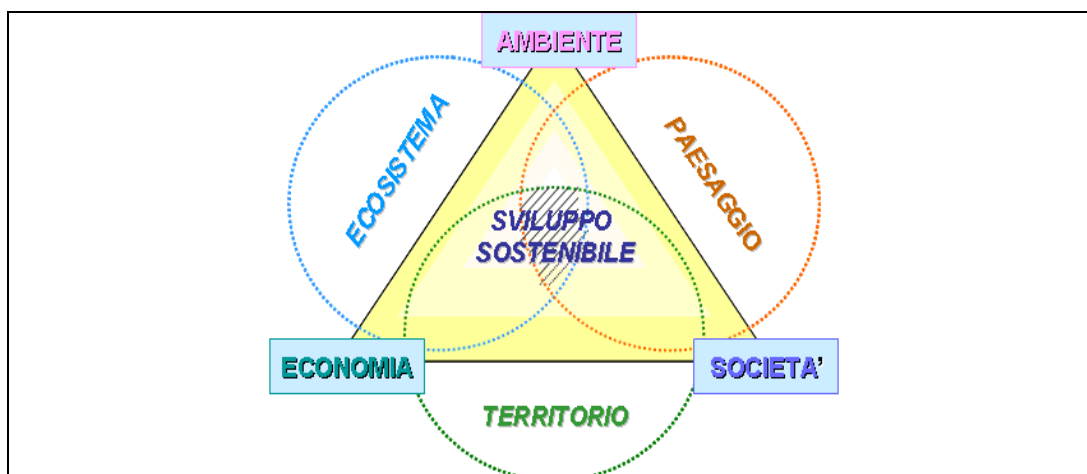 AMBIENTE
ECOSISTEMA
PAESAGGIO
SVILUPPO
SOSTENIBILE
ECONOMIA
SOCIETA'
TERRITORIO